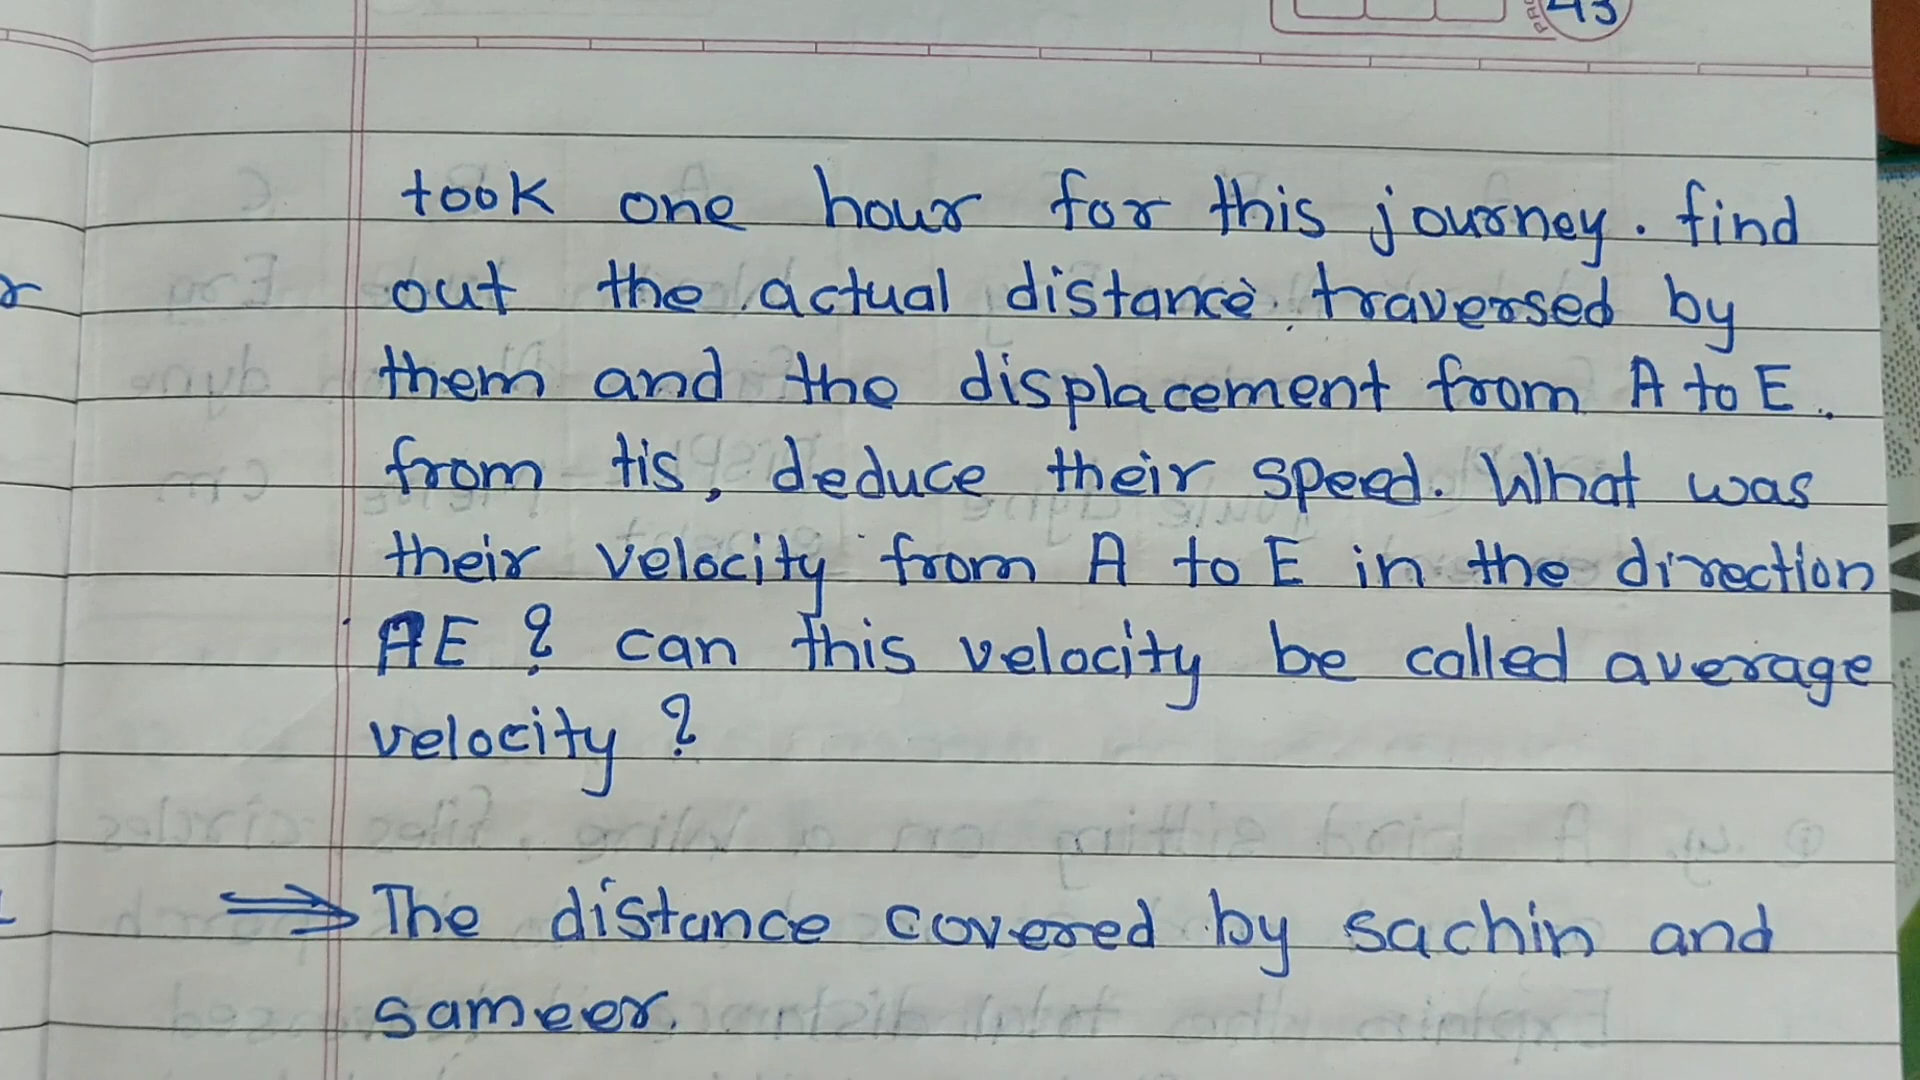 43
took one hour for this journey. find
out the actual distance traversed by
them and the displacement from A to E.
from tis, deduce their speed. What was
their velocity from A to E in the direction
AE ? can this velocity be called average
velocity ?
⇒ The distance covered by sachin and
sameer.